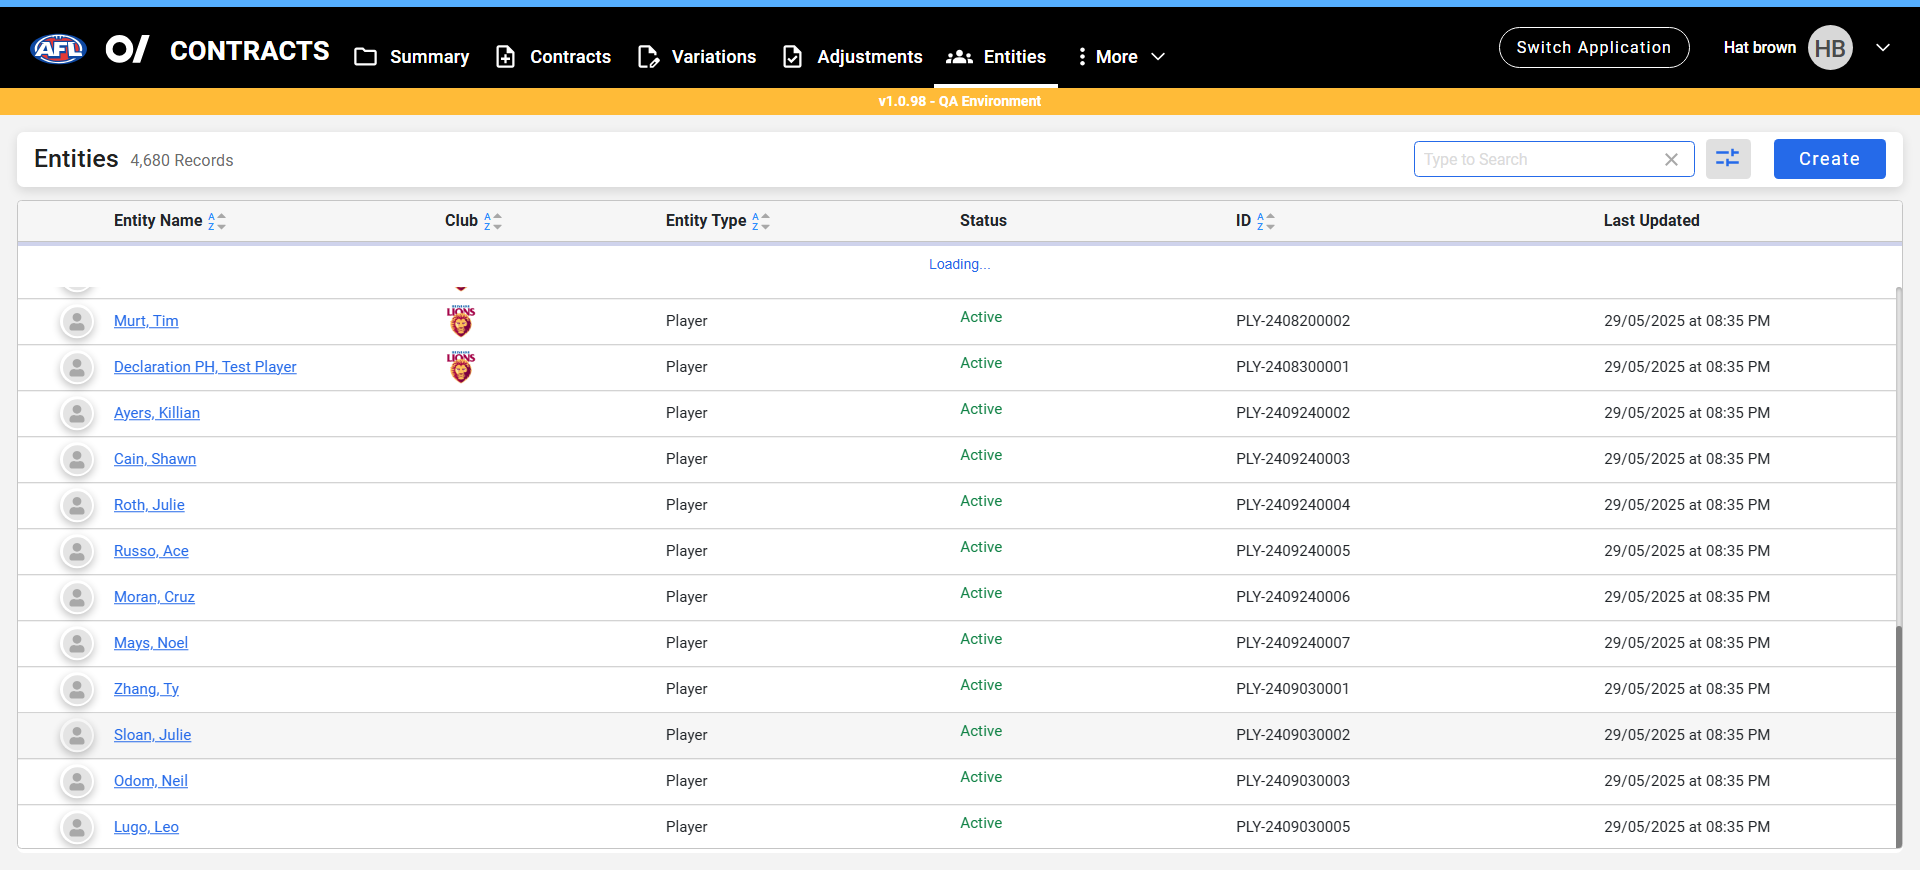 AFL CONTRACTS Summary Contracts Variations Adjustments Entities More Switch Application Hat brown HB
v1.0.98 - QA Environment
Entities 4,680 Records Type to Search Create
Entity Name AZ Club AZ Entity Type AZ Status ID AZ Last Updated
Loading...
Murt, Tim LIONS Player Active PLY-2408200002 29/05/2025 at 08:35 PM
Declaration PH, Test Player LIONS Player Active PLY-2408300001 29/05/2025 at 08:35 PM
Ayers, Killian Player Active PLY-2409240002 29/05/2025 at 08:35 PM
Cain, Shawn Player Active PLY-2409240003 29/05/2025 at 08:35 PM
Roth, Julie Player Active PLY-2409240004 29/05/2025 at 08:35 PM
Russo, Ace Player Active PLY-2409240005 29/05/2025 at 08:35 PM
Moran, Cruz Player Active PLY-2409240006 29/05/2025 at 08:35 PM
Mays, Noel Player Active PLY-2409240007 29/05/2025 at 08:35 PM
Zhang, Ty Player Active PLY-2409030001 29/05/2025 at 08:35 PM
Sloan, Julie Player Active PLY-2409030002 29/05/2025 at 08:35 PM
Odom, Neil Player Active PLY-2409030003 29/05/2025 at 08:35 PM
Lugo, Leo Player Active PLY-2409030005 29/05/2025 at 08:35 PM